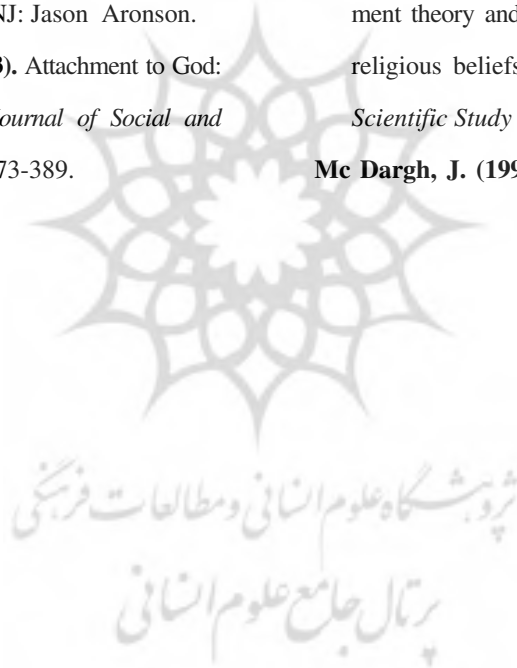 NJ: Jason Aronson.
3). Attachment to God:
ournal of Social and
73-389.
ment theory and
religious beliefs
Scientific Study
Mc Dargh, J. (199
پژوهشگاه علوم انسانی و مطالعات فرهنگی
پرتال جامع علوم انسانی